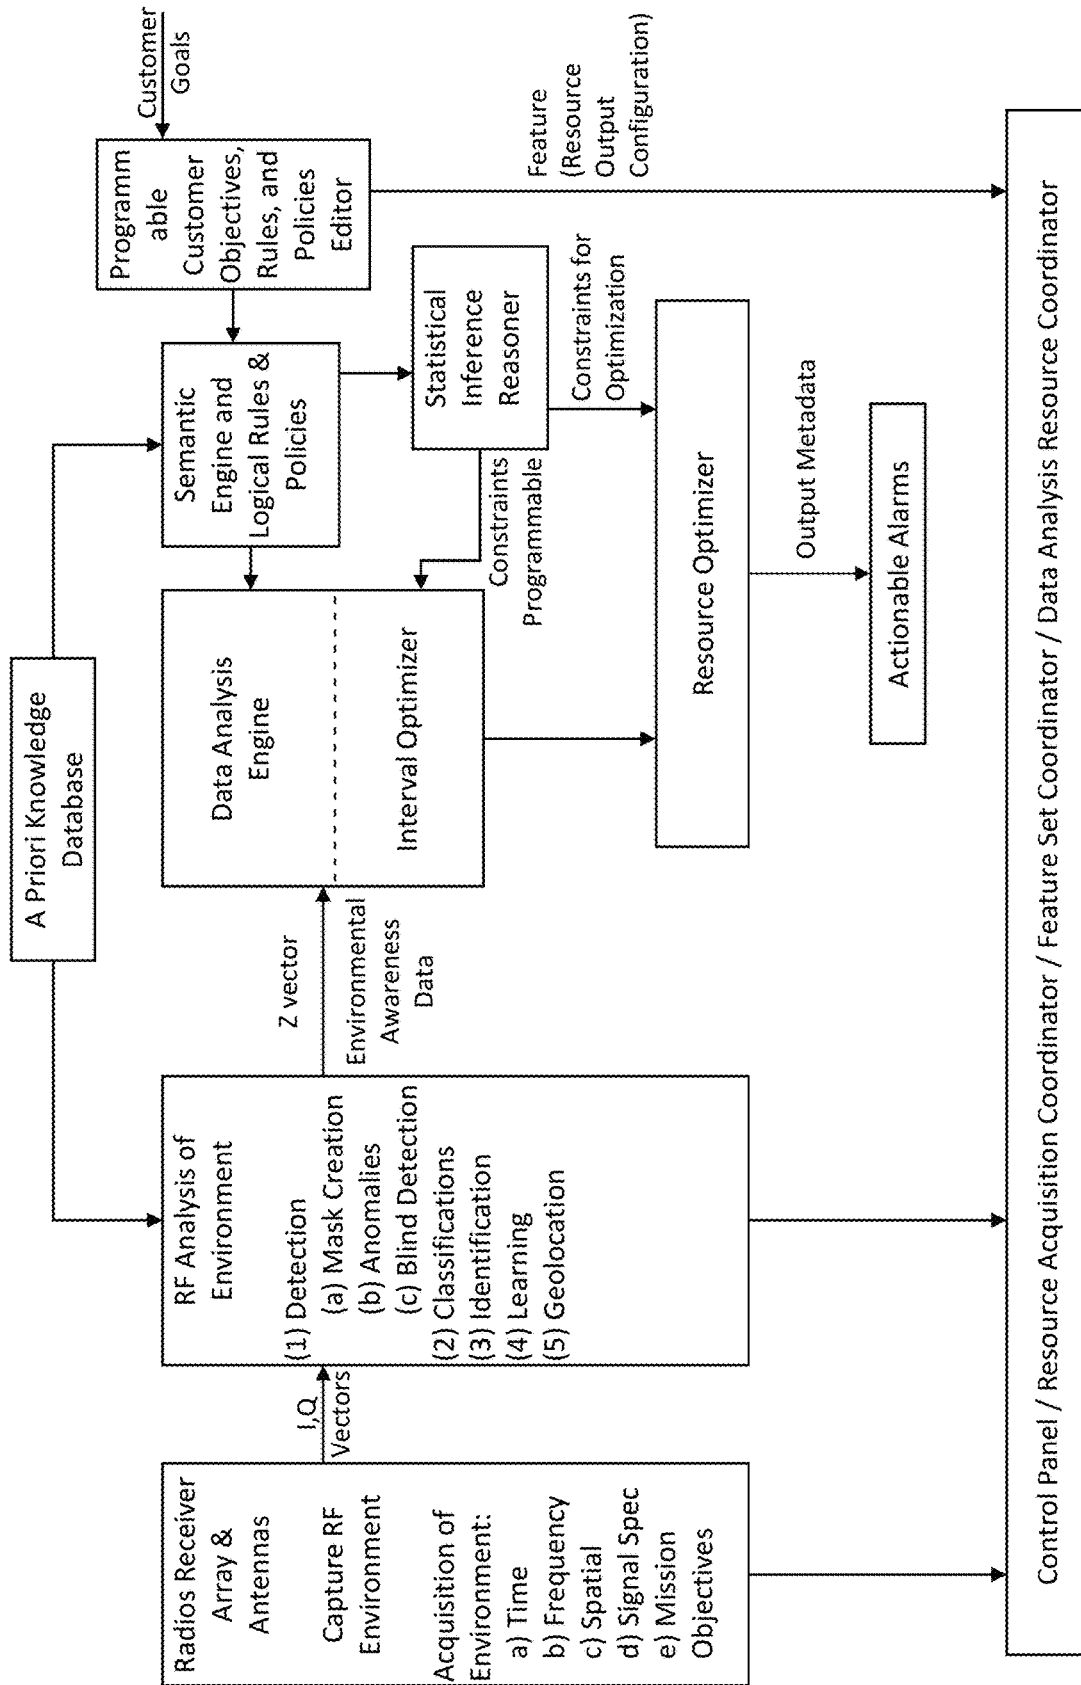 A Priori Knowledge
Database
Radios Receiver
Array &
Antennas
Capture RF
Environment
Acquisition of
Environment:
a) Time
b) Frequency
c) Spatial
d) Signal Spec
e) Mission
Objectives
I,Q
Vectors
RF Analysis of
Environment
(1) Detection
(a) Mask Creation
(b) Anomalies
(c) Blind Detection
(2) Classifications
(3) Identification
(4) Learning
(5) Geolocation
Z vector
Environmental
Awareness
Data
Data Analysis
Engine
Interval Optimizer
Semantic
Engine and
Logical Rules &
Policies
Programm
able
Customer
Objectives,
Rules, and
Policies
Editor
Customer
Goals
Statistical
Inference
Reasoner
Constraints
Programmable
Constraints for
Optimization
Feature
(Resource
Output
Configuration)
Resource Optimizer
Output Metadata
Actionable Alarms
Control Panel / Resource Acquisition Coordinator / Feature Set Coordinator / Data Analysis Resource Coordinator